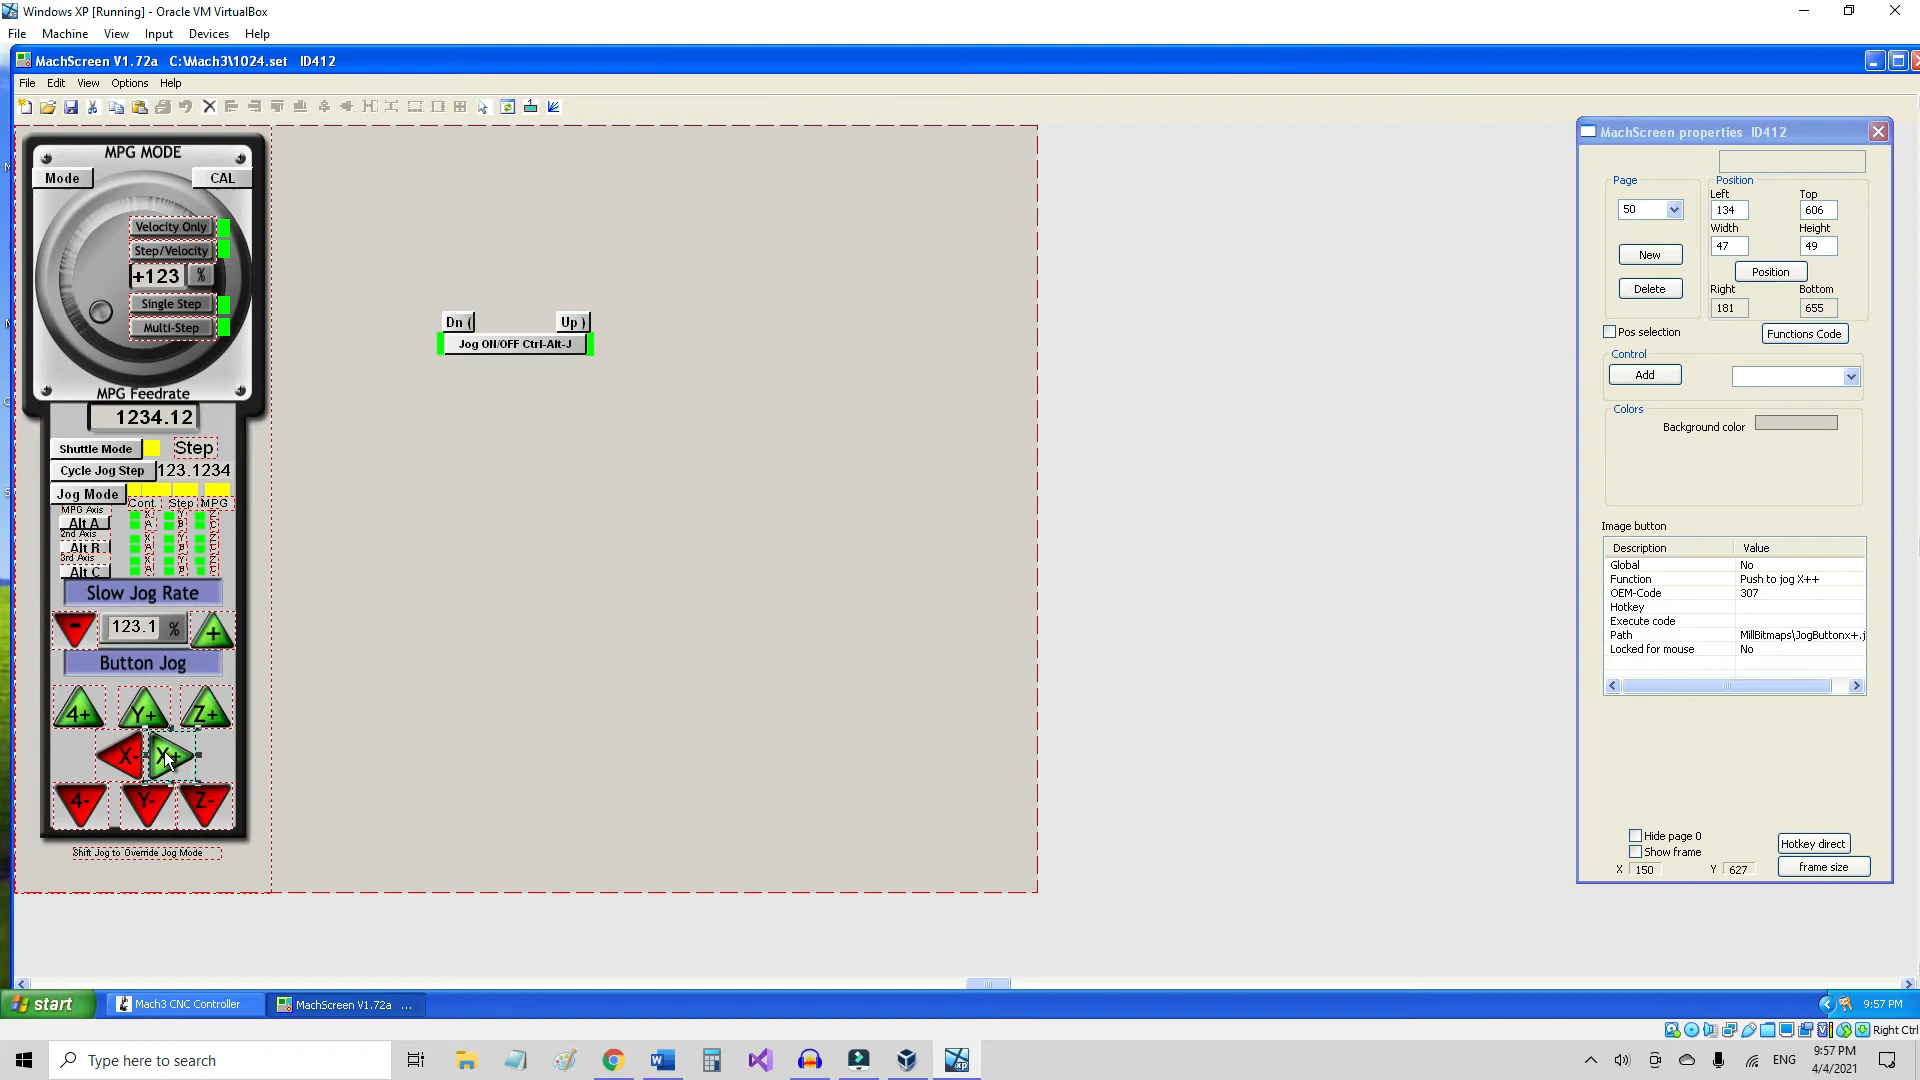 Windows XP [Running] - Oracle VM VirtualBox
File Machine View Input Devices Help
MachScreen V1.72a C:\Mach3\1024.set ID412
File Edit View Options Help
MPG MODE
Mode CAL
Velocity Only
Step/Velocity
+123 %
Single Step
Multi-Step
MPG Feedrate
1234.12
Shuttle Mode Step
Cycle Jog Step 123.1234
Jog Mode
Cont. Step MPG
MPG Axis
X Y Z
Alt A A B C
2nd Axis
X Y Z
Alt B A B C
3rd Axis
X Y Z
Alt C A B C
Slow Jog Rate
- 123.1 % +
Button Jog
4+ Y+ Z+
X- X+
4- Y- Z-
Shift Jog to Override Jog Mode
Dn ( Up )
Jog ON/OFF Ctrl-Alt-J
MachScreen properties ID412
Page
50
New
Delete
Position
Left Top
134 606
Width Height
47 49
Position
Right Bottom
181 655
Pos selection
Functions Code
Control
Add
Colors
Background color
Image button
Description Value
Global No
Function Push to jog X++
OEM-Code 307
Hotkey
Execute code
Path MillBitmaps\JogButtonx+.j
Locked for mouse No
Hide page 0
Show frame
X 150 Y 627
Hotkey direct
frame size
start Mach3 CNC Controller MachScreen V1.72a ... 9:57 PM
Right Ctrl
Type here to search
ENG
9:57 PM
4/4/2021